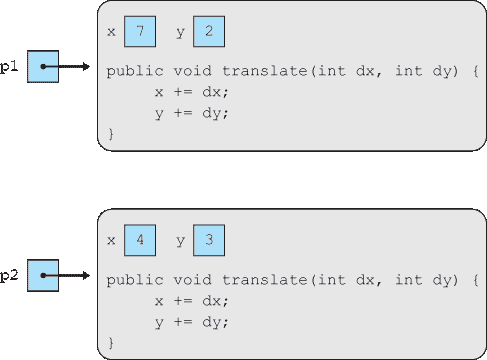 x 7 y 2
p1
public void translate(int dx, int dy) {
    x += dx;
    y += dy;
}
x 4 y 3
p2
public void translate(int dx, int dy) {
    x += dx;
    y += dy;
}